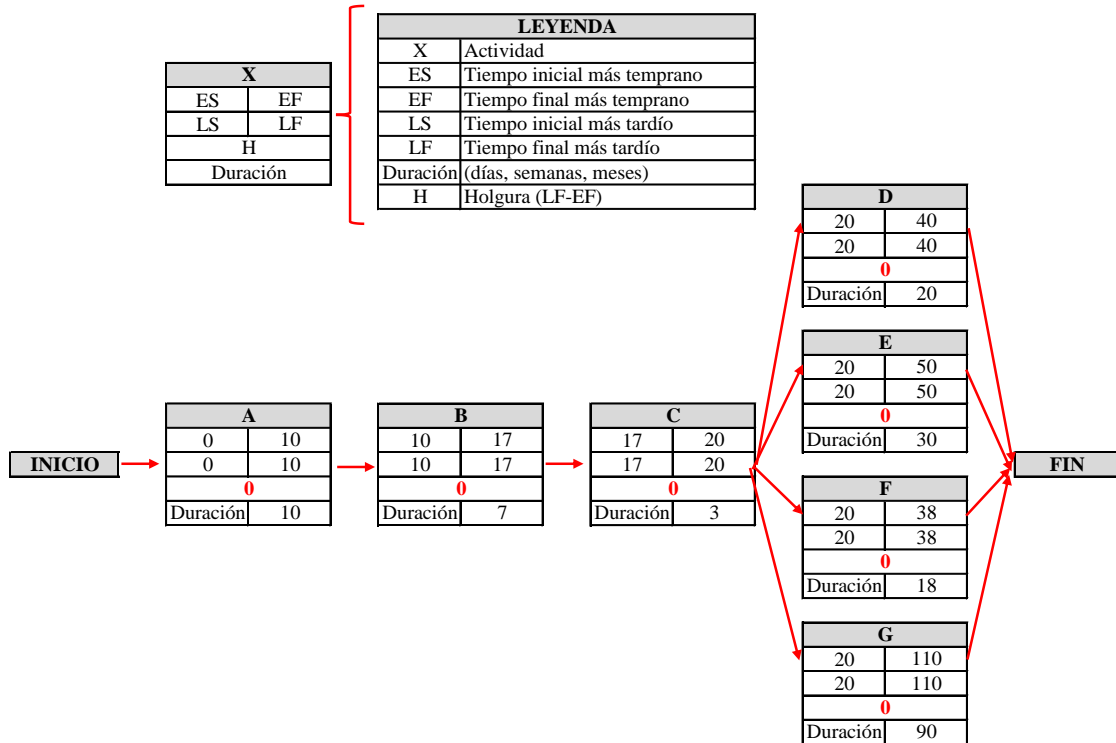 LEYENDA
X Actividad
ES Tiempo inicial más temprano
EF Tiempo final más temprano
LS Tiempo inicial más tardío
LF Tiempo final más tardío
Duración (días, semanas, meses)
H Holgura (LF-EF)
X
ES EF
LS LF
H
Duración
INICIO
A
0 10
0 10
0
Duración 10
B
10 17
10 17
0
Duración 7
C
17 20
17 20
0
Duración 3
D
20 40
20 40
0
Duración 20
E
20 50
20 50
0
Duración 30
F
20 38
20 38
0
Duración 18
G
20 110
20 110
0
Duración 90
FIN